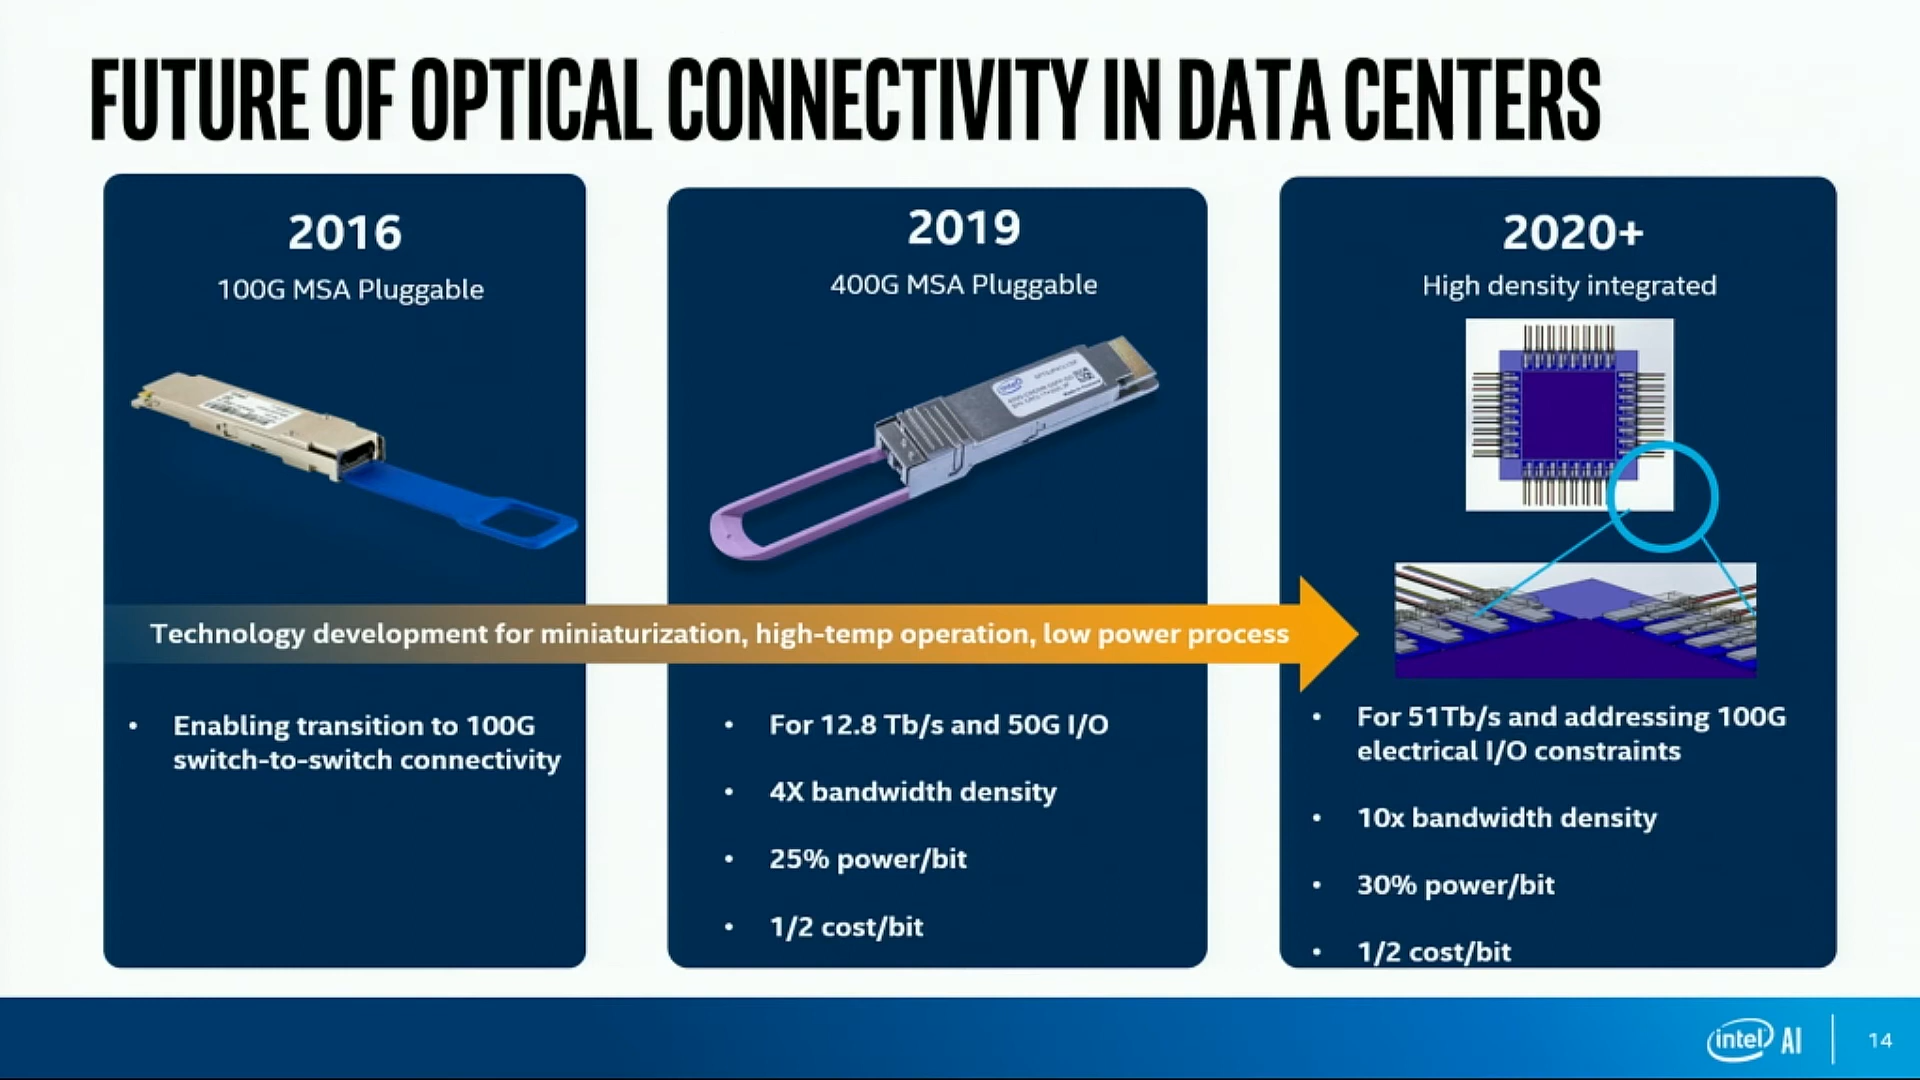 FUTURE OF OPTICAL CONNECTIVITY IN DATA CENTERS
2016
100G MSA Pluggable
2019
400G MSA Pluggable
2020+
High density integrated
intel
Technology development for miniaturization, high-temp operation, low power process
• Enabling transition to 100G
switch-to-switch connectivity
• For 12.8 Tb/s and 50G I/O
• 4X bandwidth density
• 25% power/bit
• 1/2 cost/bit
• For 51Tb/s and addressing 100G
electrical I/O constraints
• 10x bandwidth density
• 30% power/bit
• 1/2 cost/bit
intel AI
14